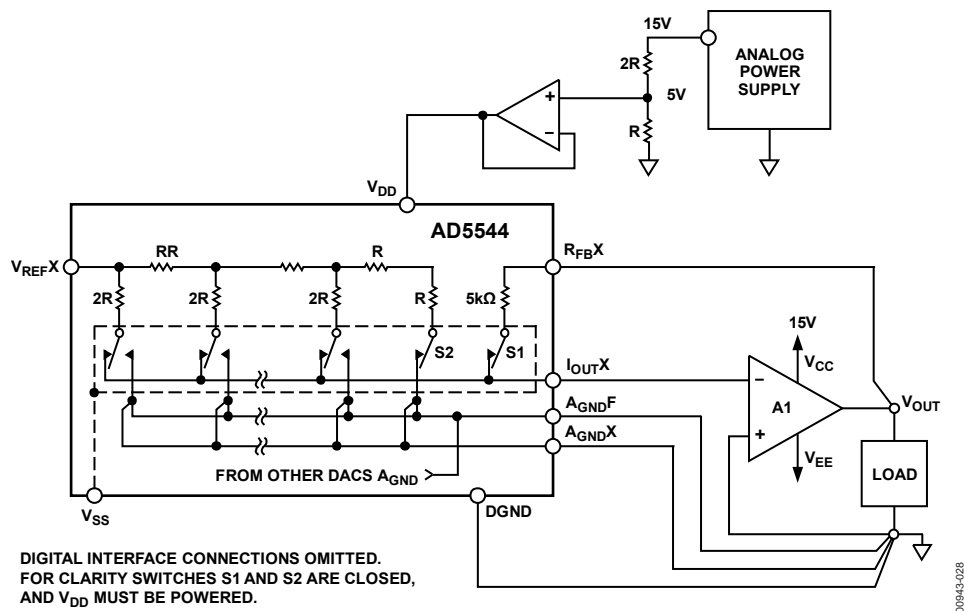 15V
ANALOG
POWER
SUPPLY
2R
5V
+
−
R
VDD
AD5544
VREFX
RR
R
RFBX
2R
2R
2R
R
5kΩ
S2
S1
15V
VCC
IOUTX
−
A1
VOUT
AGNDF
+
AGNDX
VEE
LOAD
FROM OTHER DACS AGND
VSS
DGND
DIGITAL INTERFACE CONNECTIONS OMITTED.
FOR CLARITY SWITCHES S1 AND S2 ARE CLOSED,
AND VDD MUST BE POWERED.
00943-028